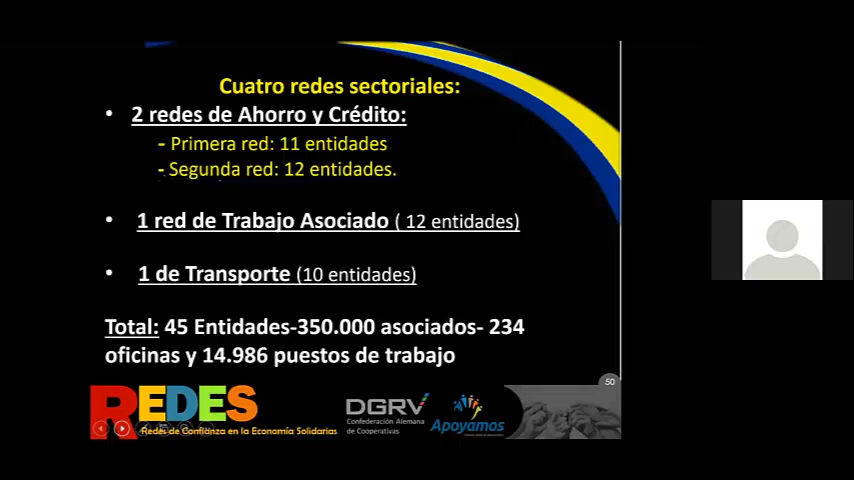 Cuatro redes sectoriales:
• 2 redes de Ahorro y Crédito:
- Primera red: 11 entidades
- Segunda red: 12 entidades.
• 1 red de Trabajo Asociado ( 12 entidades)
• 1 de Transporte (10 entidades)
Total: 45 Entidades-350.000 asociados- 234
oficinas y 14.986 puestos de trabajo
50
REDES
Redes de Confianza en la Economía Solidarias
DGRV
Confederación Alemana
de Cooperativas
Apoyamos